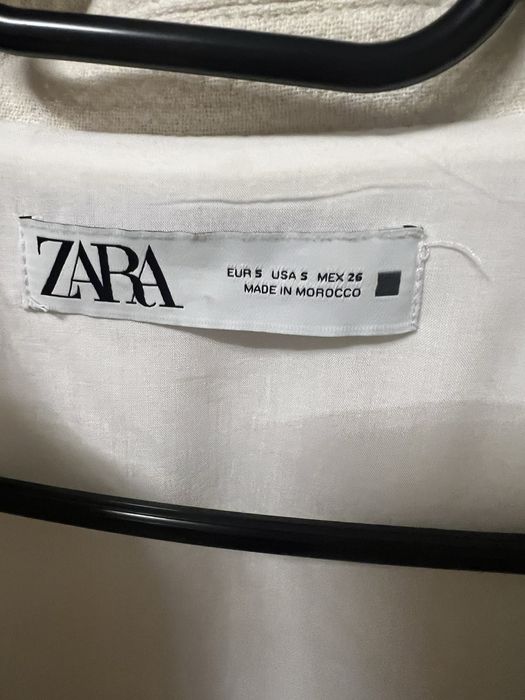 ZARA
EUR S USA S MEX 26
MADE IN MOROCCO